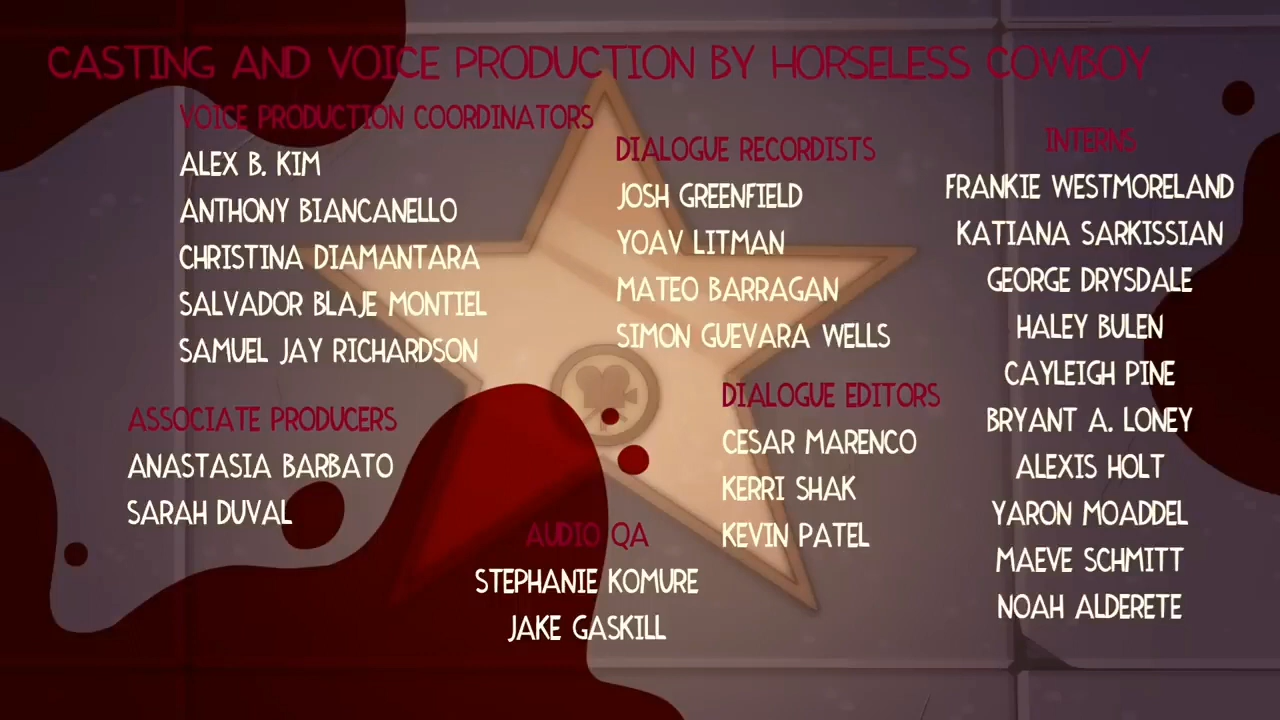 CASTING AND VOICE PRODUCTION BY HORSELESS COWBOY
VOICE PRODUCTION COORDINATORS
ALEX B. KIM
ANTHONY BIANCANELLO
CHRISTINA DIAMANTARA
SALVADOR BLAJE MONTIEL
SAMUEL JAY RICHARDSON
ASSOCIATE PRODUCERS
ANASTASIA BARBATO
SARAH DUVAL
DIALOGUE RECORDISTS
JOSH GREENFIELD
YOAV LITMAN
MATEO BARRAGAN
SIMON GUEVARA WELLS
DIALOGUE EDITORS
CESAR MARENCO
KERRI SHAK
KEVIN PATEL
AUDIO QA
STEPHANIE KOMURE
JAKE GASKILL
INTERNS
FRANKIE WESTMORELAND
KATIANA SARKISSIAN
GEORGE DRYSDALE
HALEY BULEN
CAYLEIGH PINE
BRYANT A. LONEY
ALEXIS HOLT
YARON MOADDEL
MAEVE SCHMITT
NOAH ALDERETE